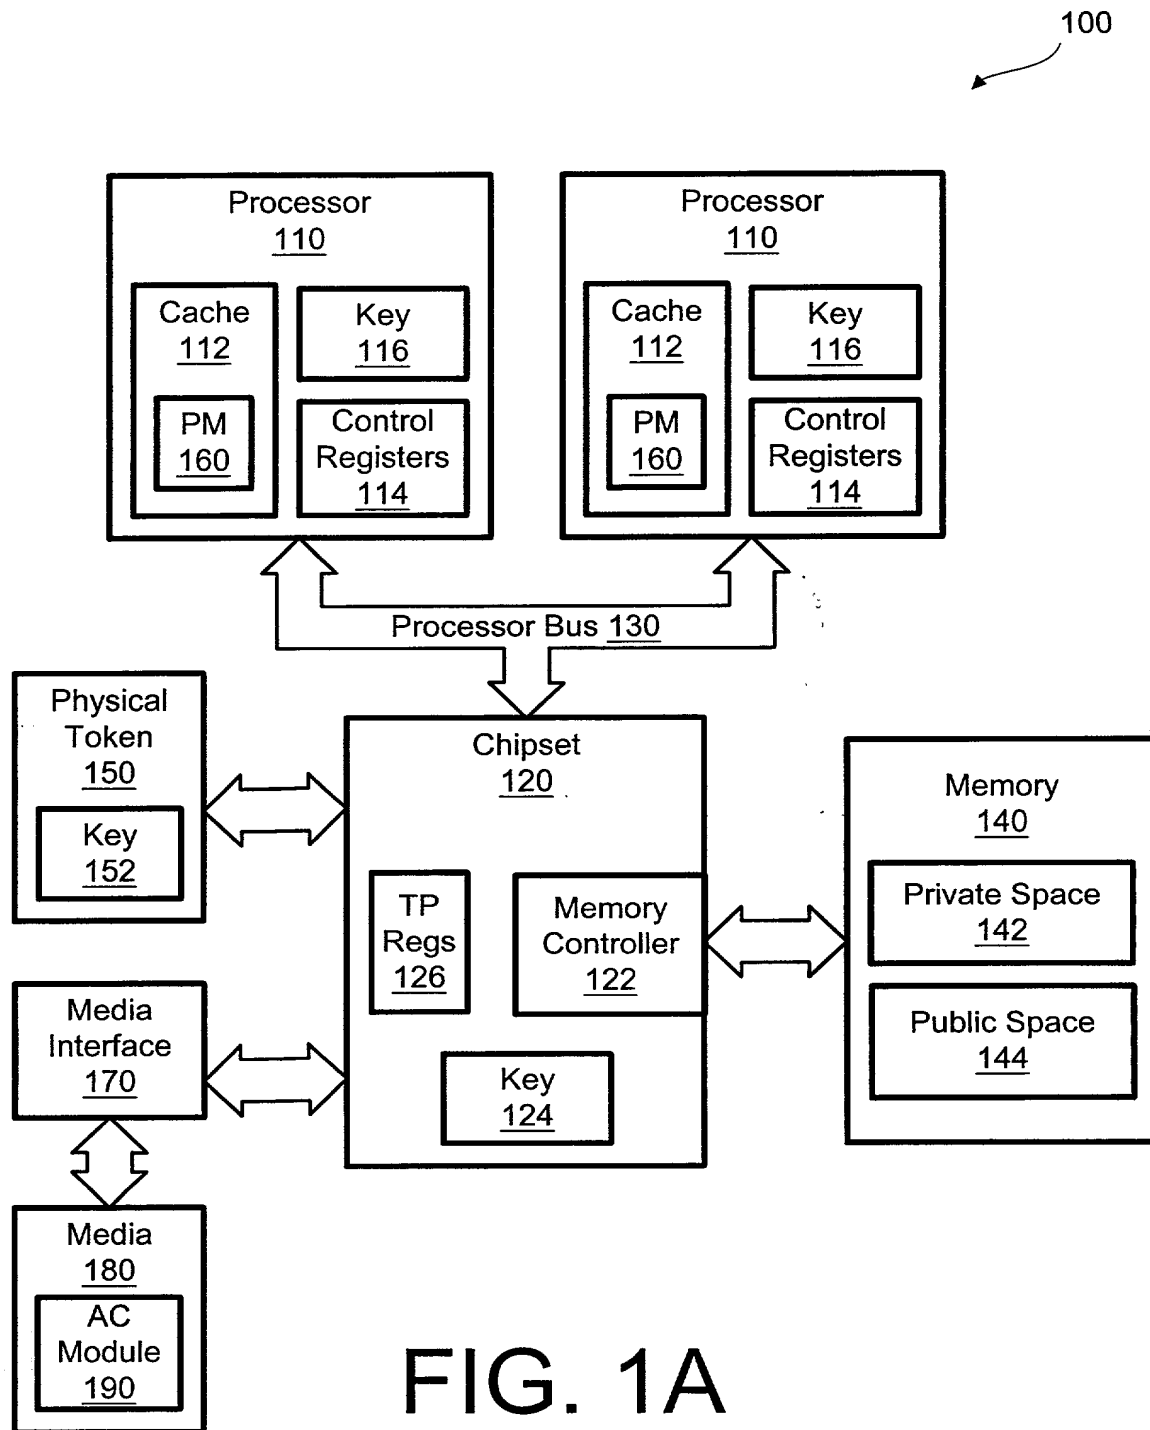 100
Processor
110
Cache
112
PM
160
Key
116
Control
Registers
114
Processor
110
Cache
112
PM
160
Key
116
Control
Registers
114
Processor Bus 130
Physical
Token
150
Key
152
Chipset
120
TP
Regs
126
Memory
Controller
122
Key
124
Memory
140
Private Space
142
Public Space
144
Media
Interface
170
Media
180
AC
Module
190
FIG. 1A